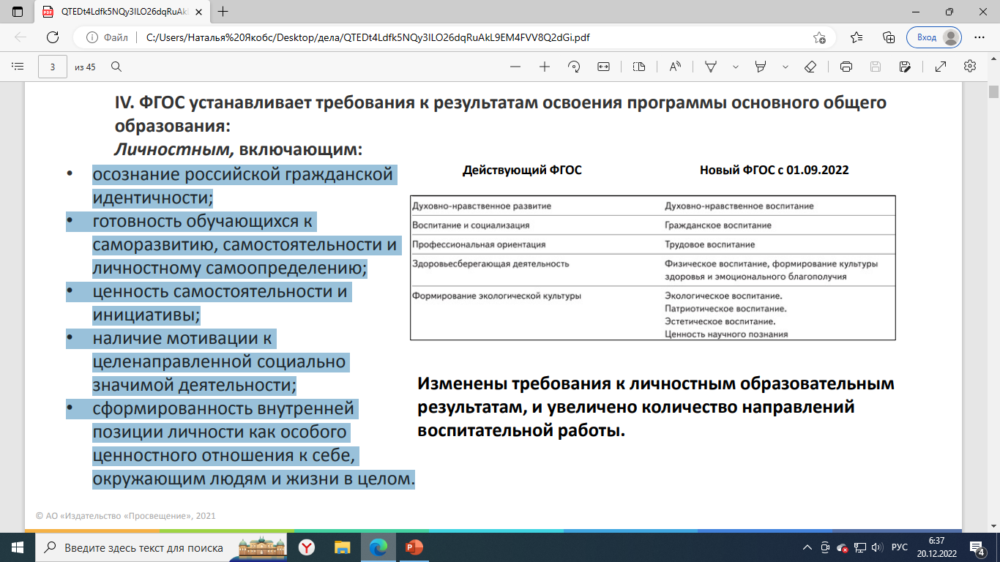 QTEDt4Ldfk5NQy3ILO26dqRuAkL
Файл
C:/Users/Наталья%20Якобс/Desktop/дела/QTEDt4Ldfk5NQy3ILO26dqRuAkL9EM4FVV8Q2dGi.pdf
Вход
3 из 45
IV. ФГОС устанавливает требования к результатам освоения программы основного общего
образования:
Личностным, включающим:
• осознание российской гражданской
идентичности;
• готовность обучающихся к
саморазвитию, самостоятельности и
личностному самоопределению;
• ценность самостоятельности и
инициативы;
• наличие мотивации к
целенаправленной социально
значимой деятельности;
• сформированность внутренней
позиции личности как особого
ценностного отношения к себе,
окружающим людям и жизни в целом.
Действующий ФГОС Новый ФГОС с 01.09.2022
Духовно-нравственное развитие Духовно-нравственное воспитание
Воспитание и социализация Гражданское воспитание
Профессиональная ориентация Трудовое воспитание
Здоровьесберегающая деятельность Физическое воспитание, формирование культуры
здоровья и эмоционального благополучия
Формирование экологической культуры Экологическое воспитание.
Патриотическое воспитание.
Эстетическое воспитание.
Ценность научного познания
Изменены требования к личностным образовательным
результатам, и увеличено количество направлений
воспитательной работы.
© АО «Издательство «Просвещение», 2021
Введите здесь текст для поиска
РУС
6:37
20.12.2022
4